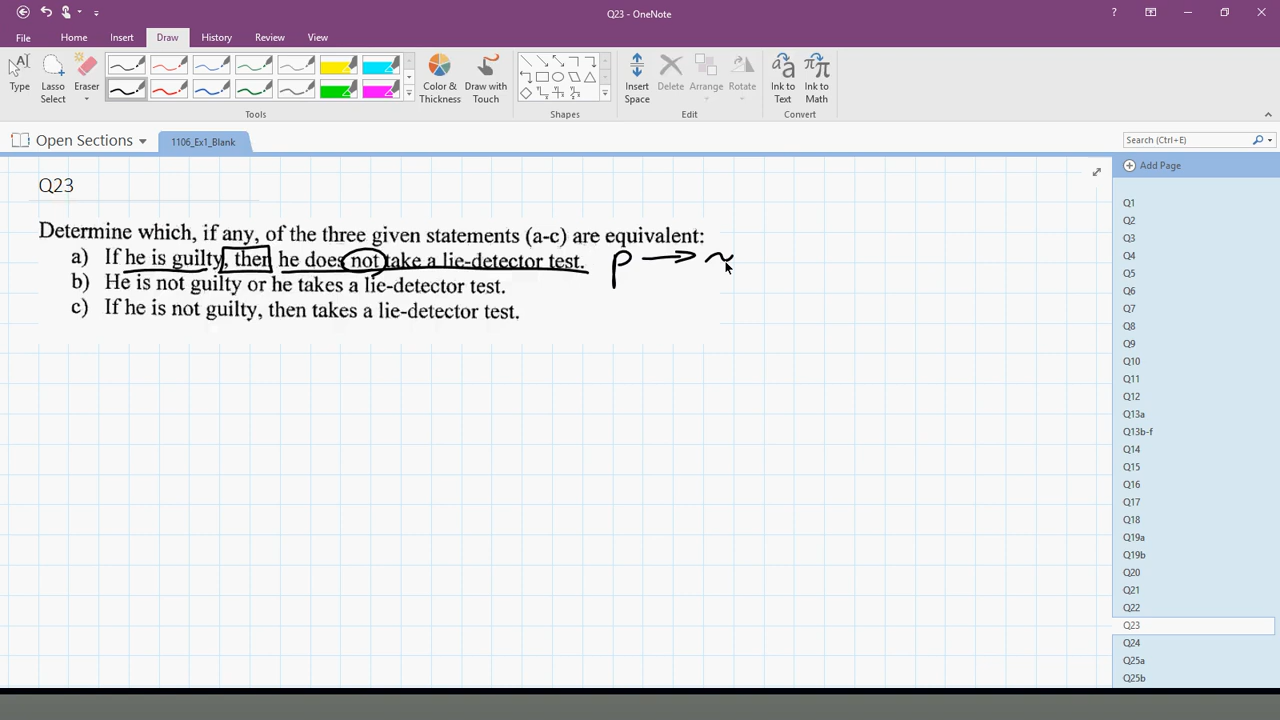 Q23 - OneNote
File Home Insert Draw History Review View
Type Lasso Select Eraser Color & Thickness Draw with Touch Insert Space Delete Arrange Rotate Ink to Text Ink to Math
Tools Shapes Edit Convert
Open Sections 1106_Ex1_Blank Search (Ctrl+E)
Add Page
Q23
Determine which, if any, of the three given statements (a-c) are equivalent:
a) If he is guilty, then he does not take a lie-detector test. p → ~
b) He is not guilty or he takes a lie-detector test.
c) If he is not guilty, then takes a lie-detector test.
Q1
Q2
Q3
Q4
Q5
Q6
Q7
Q8
Q9
Q10
Q11
Q12
Q13a
Q13b-f
Q14
Q15
Q16
Q17
Q18
Q19a
Q19b
Q20
Q21
Q22
Q23
Q24
Q25a
Q25b